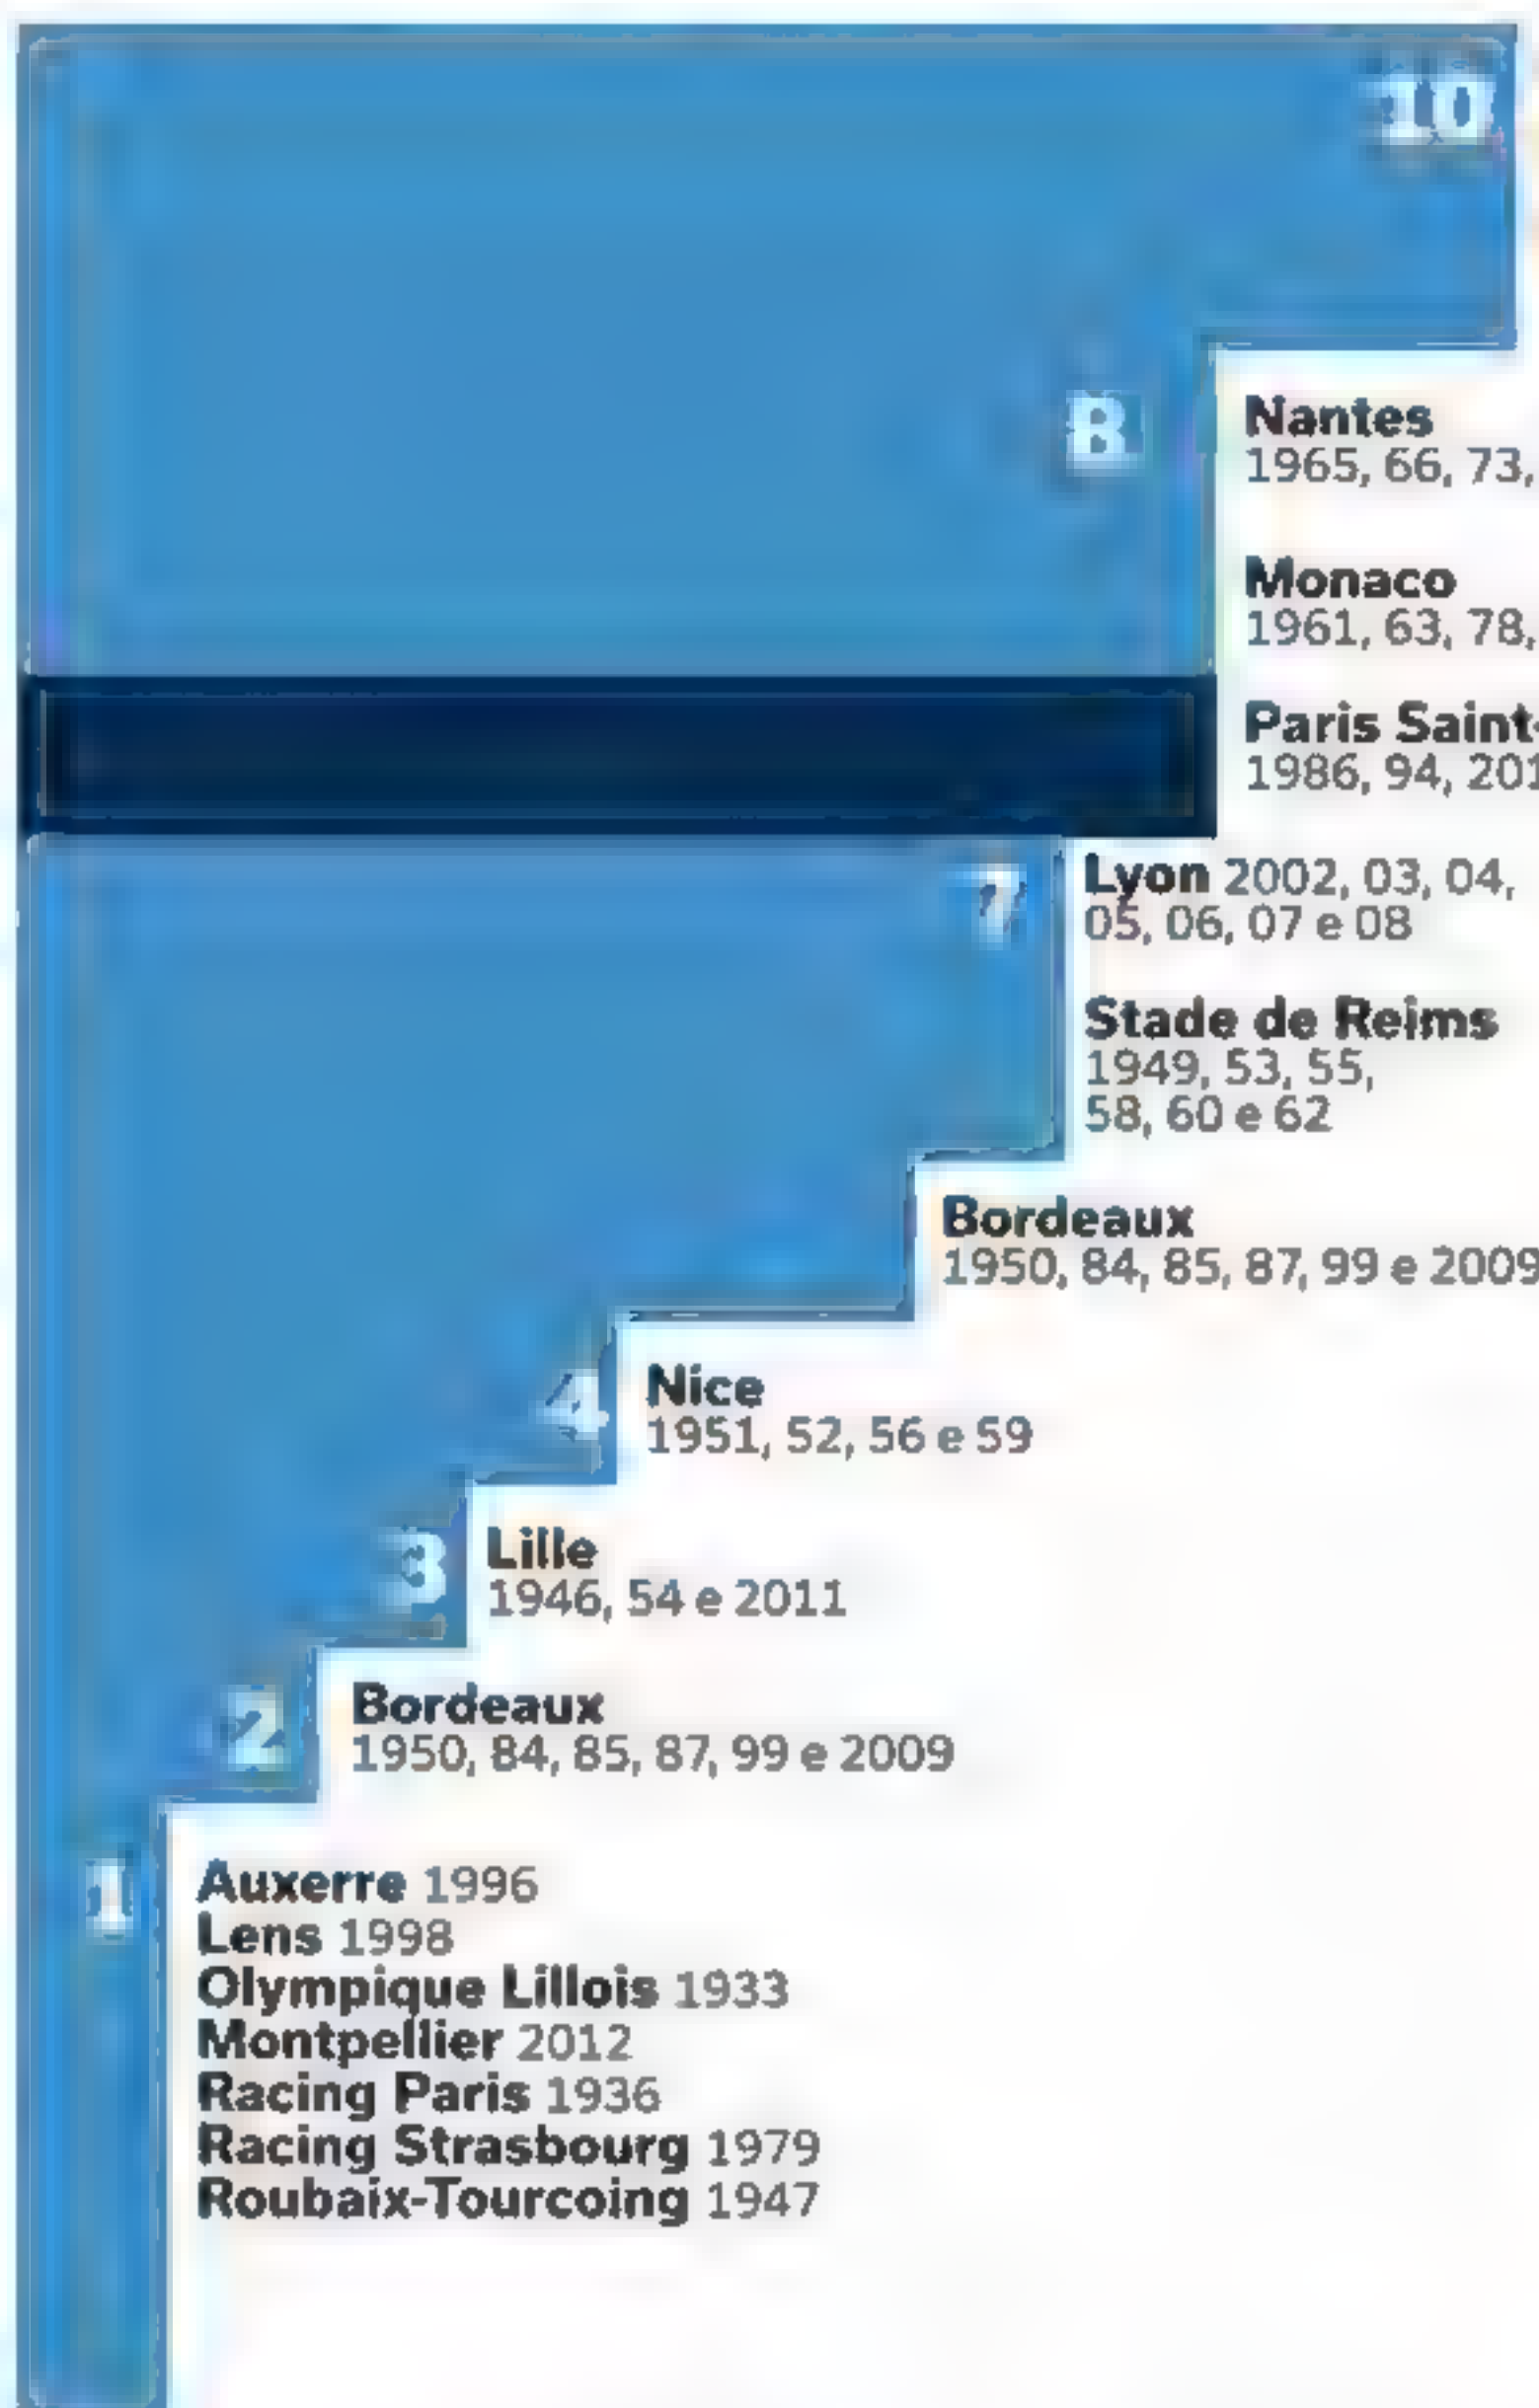 10
8
Nantes
1965, 66, 73,
Monaco
1961, 63, 78,
Paris Saint-
1986, 94, 201
7
Lyon 2002, 03, 04,
05, 06, 07 e 08
Stade de Reims
1949, 53, 55,
58, 60 e 62
Bordeaux
1950, 84, 85, 87, 99 e 2009
4
Nice
1951, 52, 56 e 59
3
Lille
1946, 54 e 2011
2
Bordeaux
1950, 84, 85, 87, 99 e 2009
1
Auxerre 1996
Lens 1998
Olympique Lillois 1933
Montpellier 2012
Racing Paris 1936
Racing Strasbourg 1979
Roubaix-Tourcoing 1947